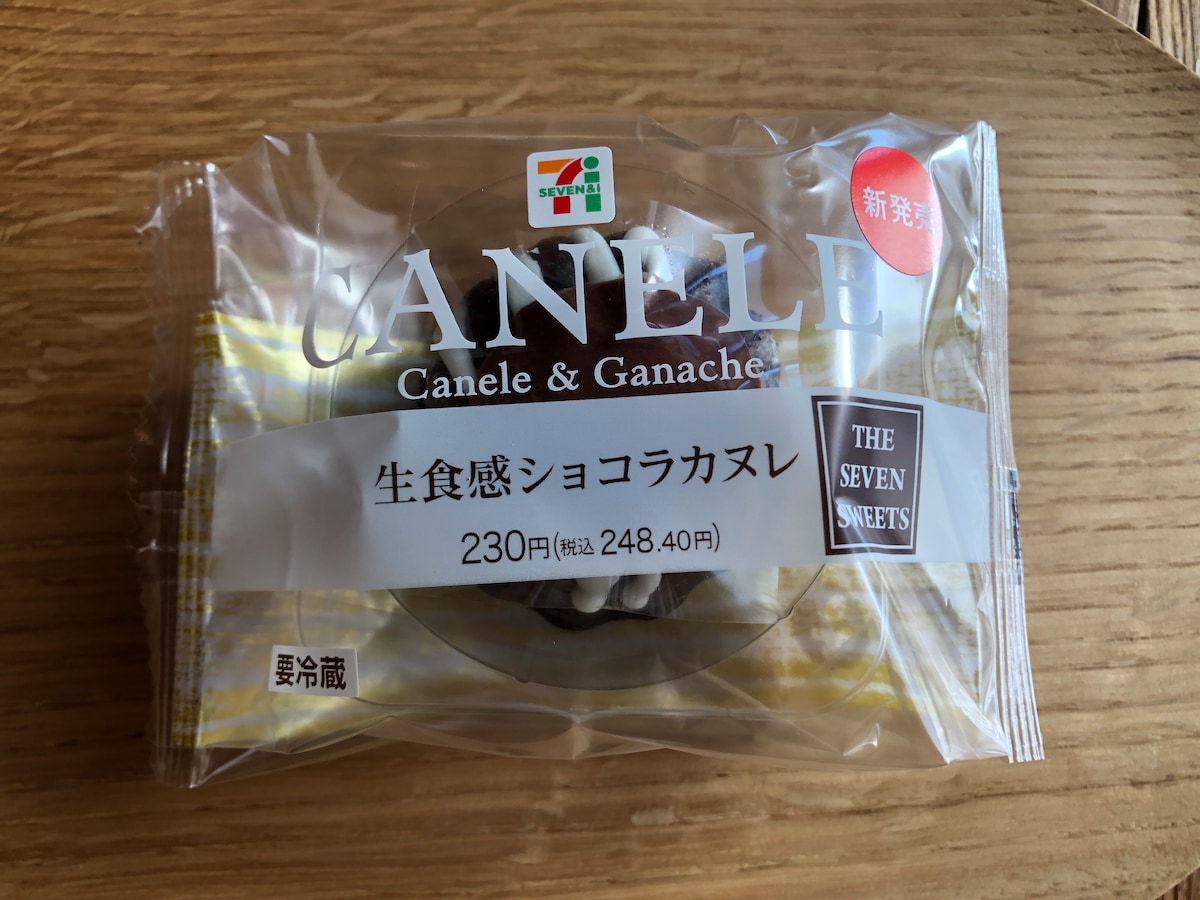 SEVEN&i
新発売
CANELE
Canele & Ganache
生食感ショコラカヌレ
230円(税込 248.40円)
THE
SEVEN
SWEETS
要冷蔵